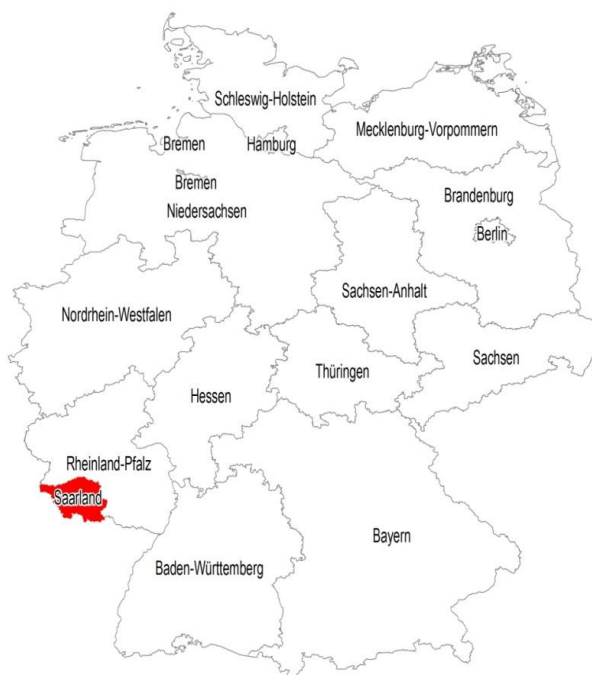 Schleswig-Holstein
Mecklenburg-Vorpommern
Bremen
Hamburg
Bremen
Brandenburg
Niedersachsen
Berlin
Sachsen-Anhalt
Nordrhein-Westfalen
Sachsen
Thüringen
Hessen
Rheinland-Pfalz
Saarland
Bayern
Baden-Württemberg